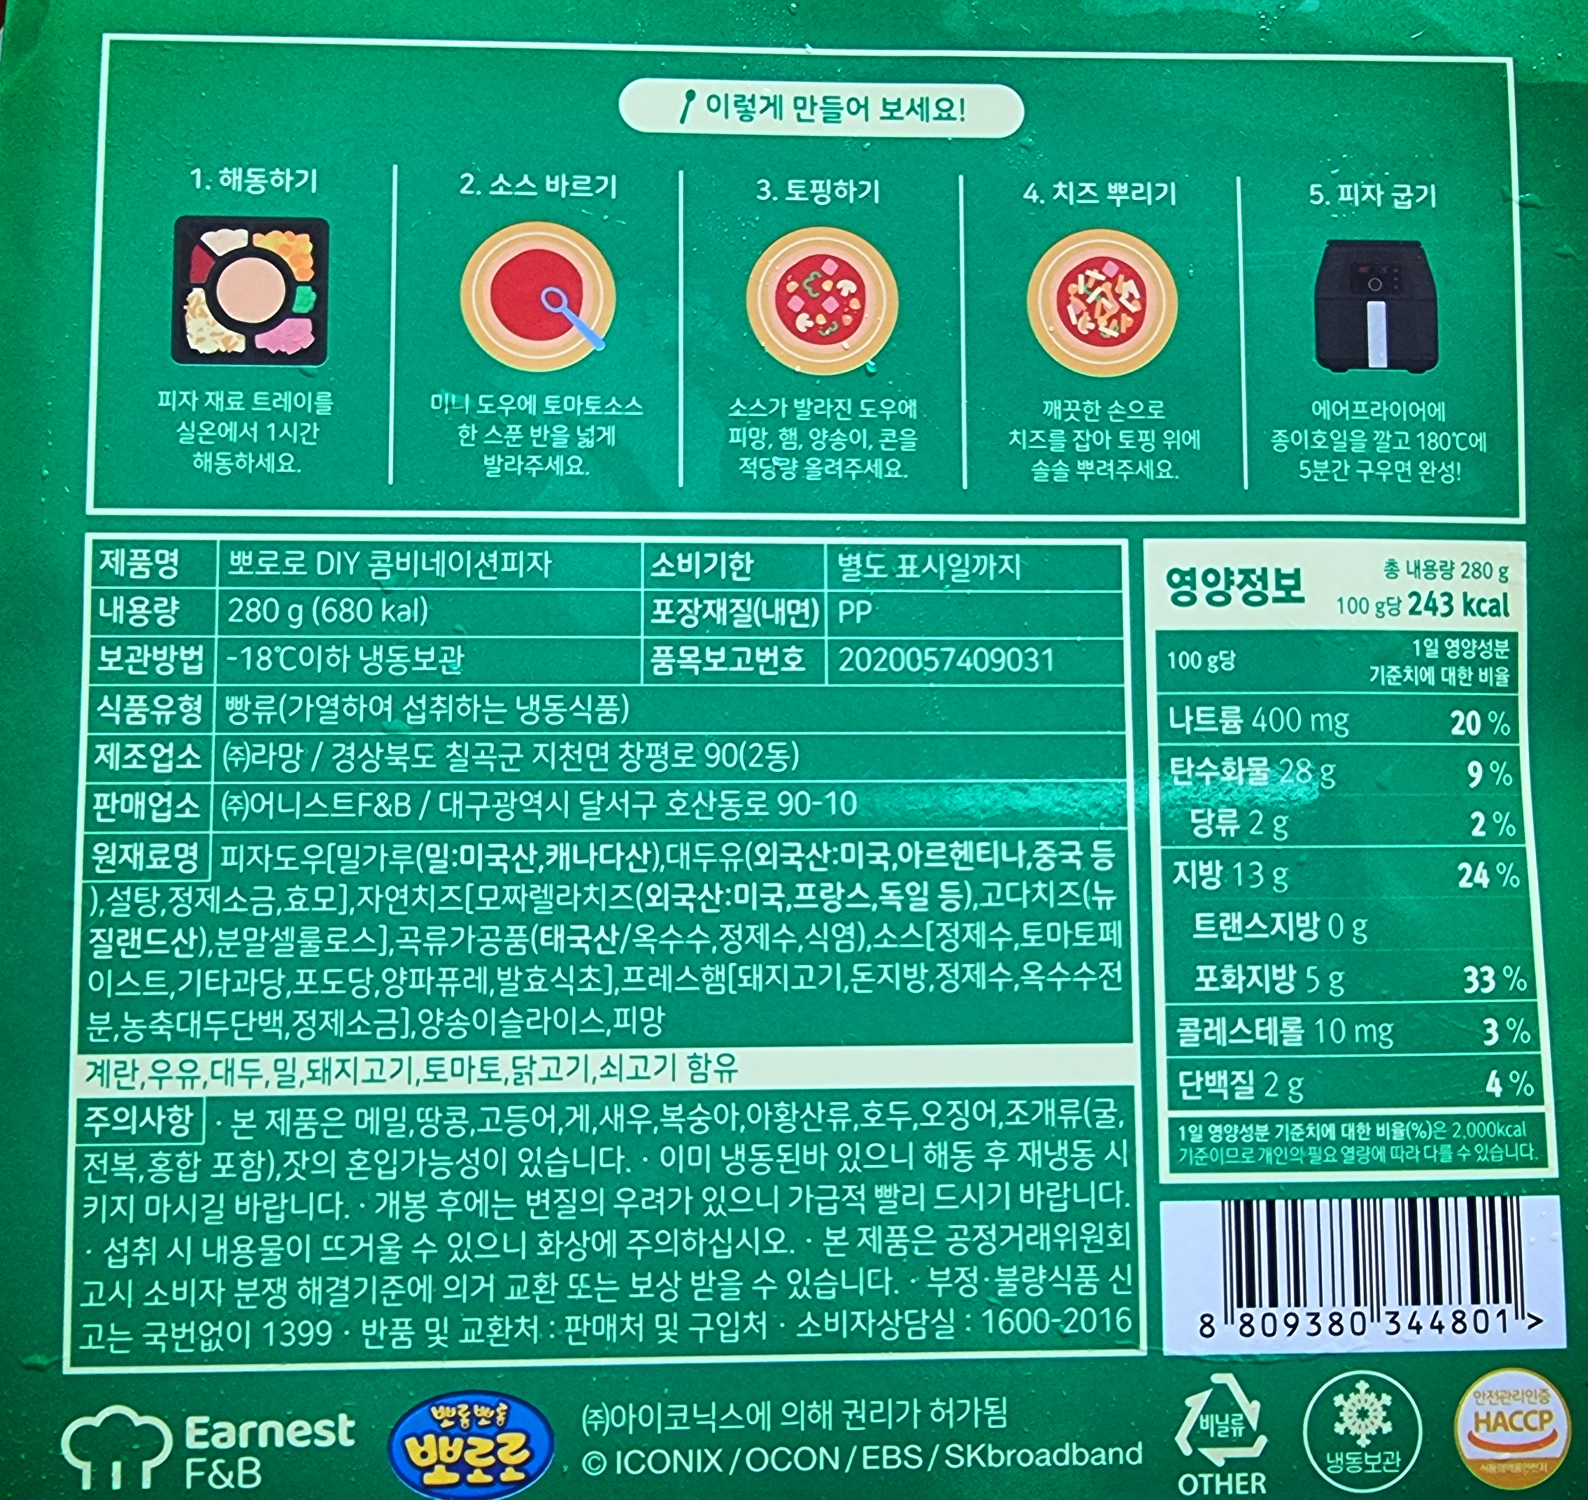 이렇게 만들어 보세요!
1. 해동하기
피자 재료 트레이를
실온에서 1시간
해동하세요.
2. 소스 바르기
미니 도우에 토마토소스
한 스푼 반을 넓게
발라주세요.
3. 토핑하기
소스가 발라진 도우에
피망, 햄, 양송이, 콘을
적당량 올려주세요.
4. 치즈 뿌리기
깨끗한 손으로
치즈를 잡아 토핑 위에
솔솔 뿌려주세요.
5. 피자 굽기
에어프라이어에
종이호일을 깔고 180℃에
5분간 구우면 완성!
제품명 뽀로로 DIY 콤비네이션피자 소비기한 별도 표시일까지
내용량 280 g (680 kal) 포장재질(내면) PP
보관방법 -18℃이하 냉동보관 품목보고번호 2020057409031
식품유형 빵류(가열하여 섭취하는 냉동식품)
제조업소 ㈜라망 / 경상북도 칠곡군 지천면 창평로 90(2동)
판매업소 ㈜어니스트F&B / 대구광역시 달서구 호산동로 90-10
원재료명 피자도우[밀가루(밀:미국산,캐나다산),대두유(외국산:미국,아르헨티나,중국 등
),설탕,정제소금,효모],자연치즈[모짜렐라치즈(외국산:미국,프랑스,독일 등),고다치즈(뉴
질랜드산),분말셀룰로스],곡류가공품(태국산/옥수수,정제수,식염),소스[정제수,토마토페
이스트,기타과당,포도당,양파퓨레,발효식초],프레스햄[돼지고기,돈지방,정제수,옥수수전
분,농축대두단백,정제소금],양송이슬라이스,피망
계란,우유,대두,밀,돼지고기,토마토,닭고기,쇠고기 함유
주의사항 · 본 제품은 메밀,땅콩,고등어,게,새우,복숭아,아황산류,호두,오징어,조개류(굴,
전복,홍합 포함),잣의 혼입가능성이 있습니다. · 이미 냉동된바 있으니 해동 후 재냉동 시
키지 마시길 바랍니다. · 개봉 후에는 변질의 우려가 있으니 가급적 빨리 드시기 바랍니다.
· 섭취 시 내용물이 뜨거울 수 있으니 화상에 주의하십시오. · 본 제품은 공정거래위원회
고시 소비자 분쟁 해결기준에 의거 교환 또는 보상 받을 수 있습니다. · 부정·불량식품 신
고는 국번없이 1399 · 반품 및 교환처 : 판매처 및 구입처 · 소비자상담실 : 1600-2016
영양정보
총 내용량 280 g
100 g당 243 kcal
100 g당
1일 영양성분
기준치에 대한 비율
나트륨 400 mg 20 %
탄수화물 28 g 9 %
당류 2 g 2 %
지방 13 g 24 %
트랜스지방 0 g
포화지방 5 g 33 %
콜레스테롤 10 mg 3 %
단백질 2 g 4 %
1일 영양성분 기준치에 대한 비율(%)은 2,000kcal
기준이므로 개인의 필요 열량에 따라 다를 수 있습니다.
8 809380 344801 >
Earnest
F&B
뽀롱뽀롱
뽀로로
㈜아이코닉스에 의해 권리가 허가됨
© ICONIX / OCON / EBS / SKbroadband
비닐류
OTHER
냉동보관
안전관리인증
HACCP